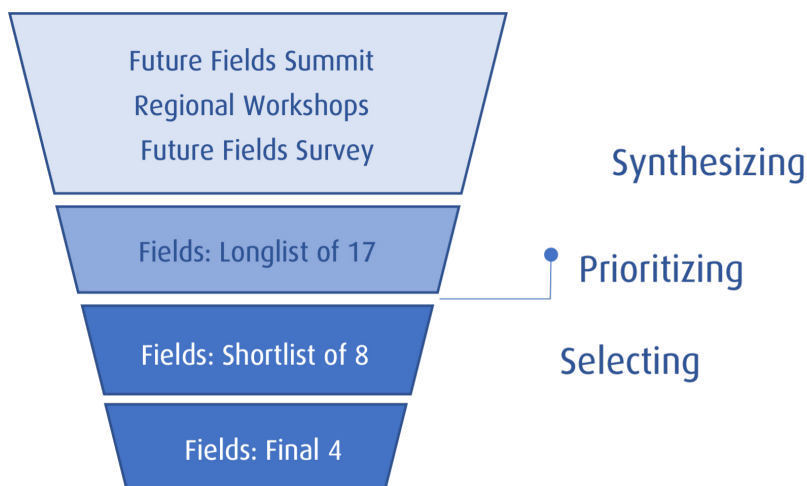 Future Fields Summit
Regional Workshops
Future Fields Survey
Synthesizing
Fields: Longlist of 17
Prioritizing
Fields: Shortlist of 8
Selecting
Fields: Final 4